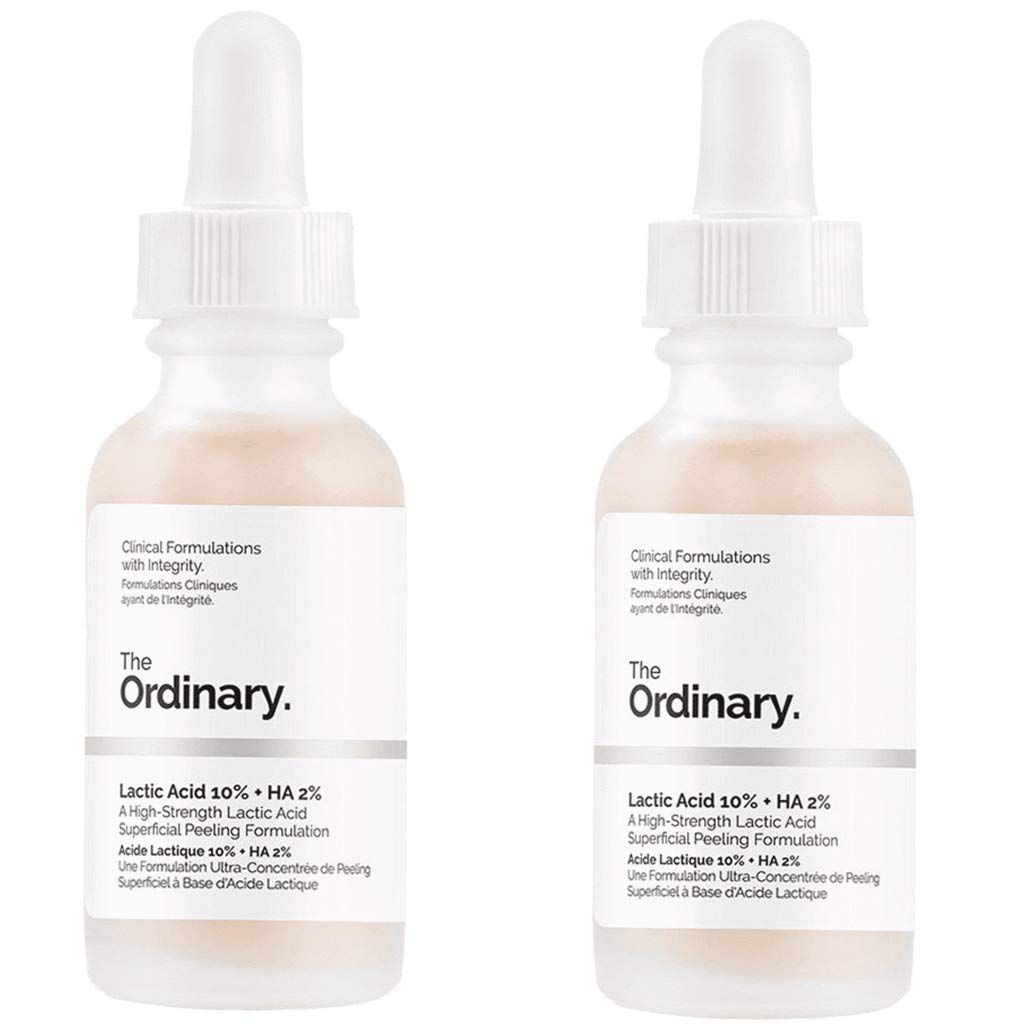 Clinical Formulations
with Integrity.
Formulations Cliniques
ayant de l'Intégrité.
The
Ordinary.
Lactic Acid 10% + HA 2%
A High-Strength Lactic Acid
Superficial Peeling Formulation
Acide Lactique 10% + HA 2%
Une Formulation Ultra-Concentrée de Peeling
Superficiel à Base d'Acide Lactique
Clinical Formulations
with Integrity.
Formulations Cliniques
ayant de l'Intégrité.
The
Ordinary.
Lactic Acid 10% + HA 2%
A High-Strength Lactic Acid
Superficial Peeling Formulation
Acide Lactique 10% + HA 2%
Une Formulation Ultra-Concentrée de Peeling
Superficiel à Base d'Acide Lactique